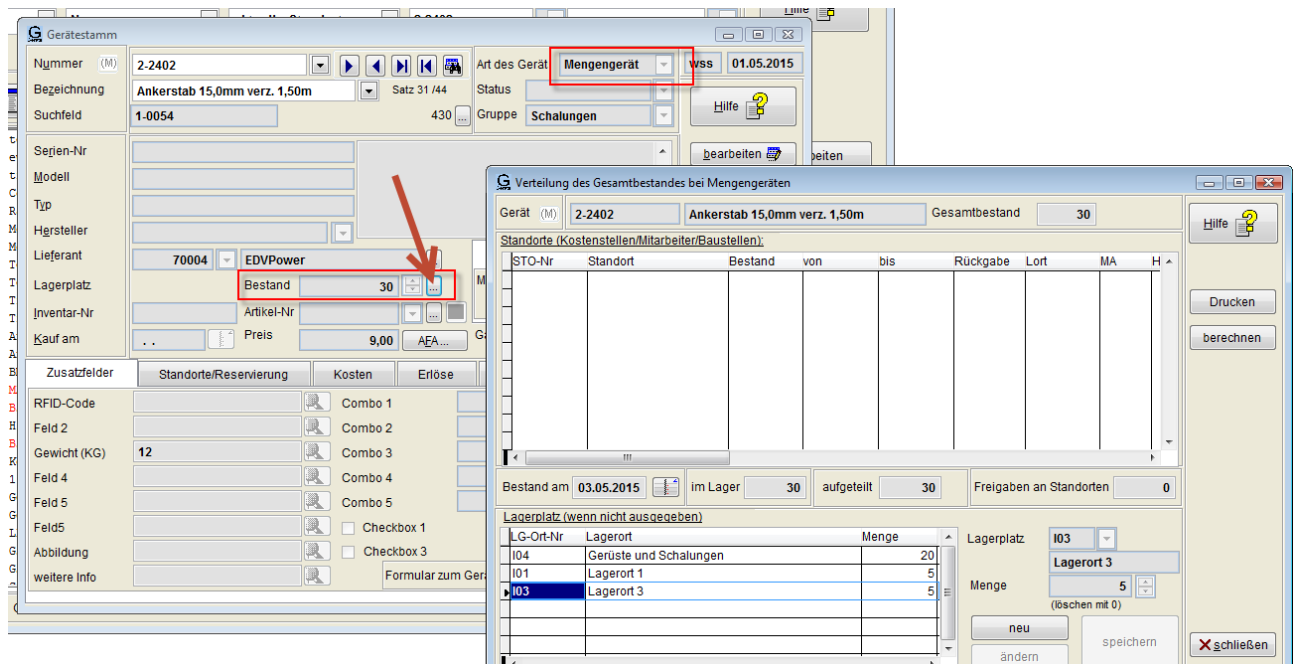 Hilfe
Gerätestamm
Nummer (M) 2-2402 Art des Gerät Mengengerät wss 01.05.2015
Bezeichnung Ankerstab 15,0mm verz. 1,50m Satz 31 /44 Status
Suchfeld 1-0054 430 ... Gruppe Schalungen
Hilfe
Serien-Nr
bearbeiten
Modell
Typ
Hersteller
Lieferant 70004 EDVPower
Lagerplatz Bestand 30 ...
Inventar-Nr Artikel-Nr ...
Kauf am . . Preis 9,00 AFA...
Zusatzfelder Standorte/Reservierung Kosten Erlöse
RFID-Code Combo 1
Feld 2 Combo 2
Gewicht (KG) 12 Combo 3
Feld 4 Combo 4
Feld 5 Combo 5
Feld5 Checkbox 1
Abbildung Checkbox 3
weitere Info Formular zum Ger
Verteilung des Gesamtbestandes bei Mengengeräten
Gerät (M) 2-2402 Ankerstab 15,0mm verz. 1,50m Gesamtbestand 30
Hilfe
Standorte (Kostenstellen/Mitarbeiter/Baustellen):
STO-Nr Standort Bestand von bis Rückgabe Lort MA H
Drucken
berechnen
Bestand am 03.05.2015 im Lager 30 aufgeteilt 30 Freigaben an Standorten 0
Lagerplatz (wenn nicht ausgegeben)
LG-Ort-Nr Lagerort Menge Lagerplatz I03
I04 Gerüste und Schalungen 20
Lagerort 3
I01 Lagerort 1 5
I03 Lagerort 3 5
Menge 5
(löschen mit 0)
neu
speichern
ändern
schließen